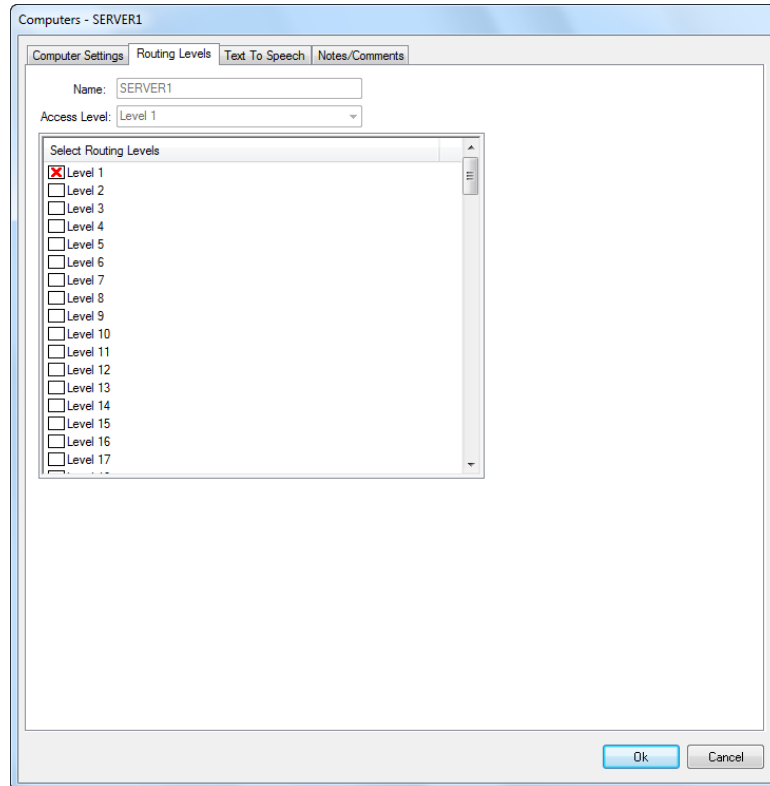 Computers - SERVER1
Computer Settings Routing Levels Text To Speech Notes/Comments
Name: SERVER1
Access Level: Level 1
Select Routing Levels
Level 1
Level 2
Level 3
Level 4
Level 5
Level 6
Level 7
Level 8
Level 9
Level 10
Level 11
Level 12
Level 13
Level 14
Level 15
Level 16
Level 17
Ok Cancel